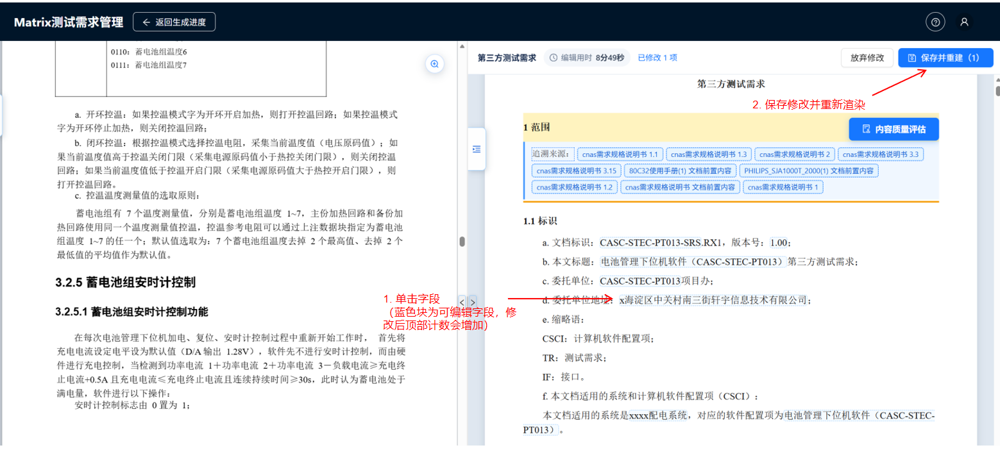 Matrix测试需求管理
← 返回生成进度
0110：蓄电池组温度6
0111：蓄电池组温度7
a. 开环控温：如果控温模式字为开环开启加热，则打开控温回路；如果控温模式
字为开环停止加热，则关闭控温回路；
b. 闭环控温：根据控温模式选择控温电阻，采集当前温度值（电压原码值）；如
果当前温度值高于控温关闭门限（采集电源原码值小于热控关闭门限），则关闭控温
回路；如果当前温度值低于控温开启门限（采集电源原码值大于热控开启门限），则
打开控温回路。
c. 控温温度测量值的选取原则：
蓄电池组有 7 个温度测量值，分别是蓄电池组温度 1~7，主份加热回路和备份加
热回路使用同一个温度测量值控温，控温参考电阻可以通过上注数据块指定为蓄电池
组温度 1~7 的任一个；默认值选取为：7 个蓄电池组温度去掉 2 个最高值、去掉 2 个
最低值的平均值作为默认值。
3.2.5 蓄电池组安时计控制
3.2.5.1 蓄电池组安时计控制功能
在每次电池管理下位机加电、复位、安时计控制过程中重新开始工作时， 首先将
充电电流设定电平设为默认值（D/A 输出 1.28V），软件先不进行安时计控制，而由硬
件进行充电控制，当检测到功率电流 1＋功率电流 2＋功率电流 3－负载电流≥充电终
止电流+0.5A 且充电电流≤充电终止电流且连续持续时间≥30s，此时认为蓄电池处于
满电量，软件进行以下操作：
安时计控制标志由 0 置为 1；
1. 单击字段
（蓝色块为可编辑字段，修
改后顶部计数会增加）
第三方测试需求
编辑用时 8分49秒
已修改 1 项
放弃修改
保存并重建（1）
第三方测试需求
2. 保存修改并重新渲染
1 范围
内容质量评估
追溯来源： cnas需求规格说明书 1.1 cnas需求规格说明书 1.3 cnas需求规格说明书 2 cnas需求规格说明书 3.3
cnas需求规格说明书 3.15 80C32使用手册(1) 文档前置内容 PHILIPS_SJA1000T_2000(1) 文档前置内容
cnas需求规格说明书 1.2 cnas需求规格说明书 文档前置内容 cnas需求规格说明书 1
1.1 标识
a. 文档标识：CASC-STEC-PT013-SRS.RX1，版本号：1.00；
b. 本文标题：电池管理下位机软件（CASC-STEC-PT013）第三方测试需求；
c. 委托单位：CASC-STEC-PT013项目办；
d. 委托单位地址：x海淀区中关村南三街轩宇信息技术有限公司；
e. 缩略语：
CSCI：计算机软件配置项；
TR：测试需求；
IF：接口。
f. 本文档适用的系统和计算机软件配置项（CSCI）：
本文档适用的系统是xxxx配电系统，对应的软件配置项为电池管理下位机软件（CASC-STEC-
PT013）。